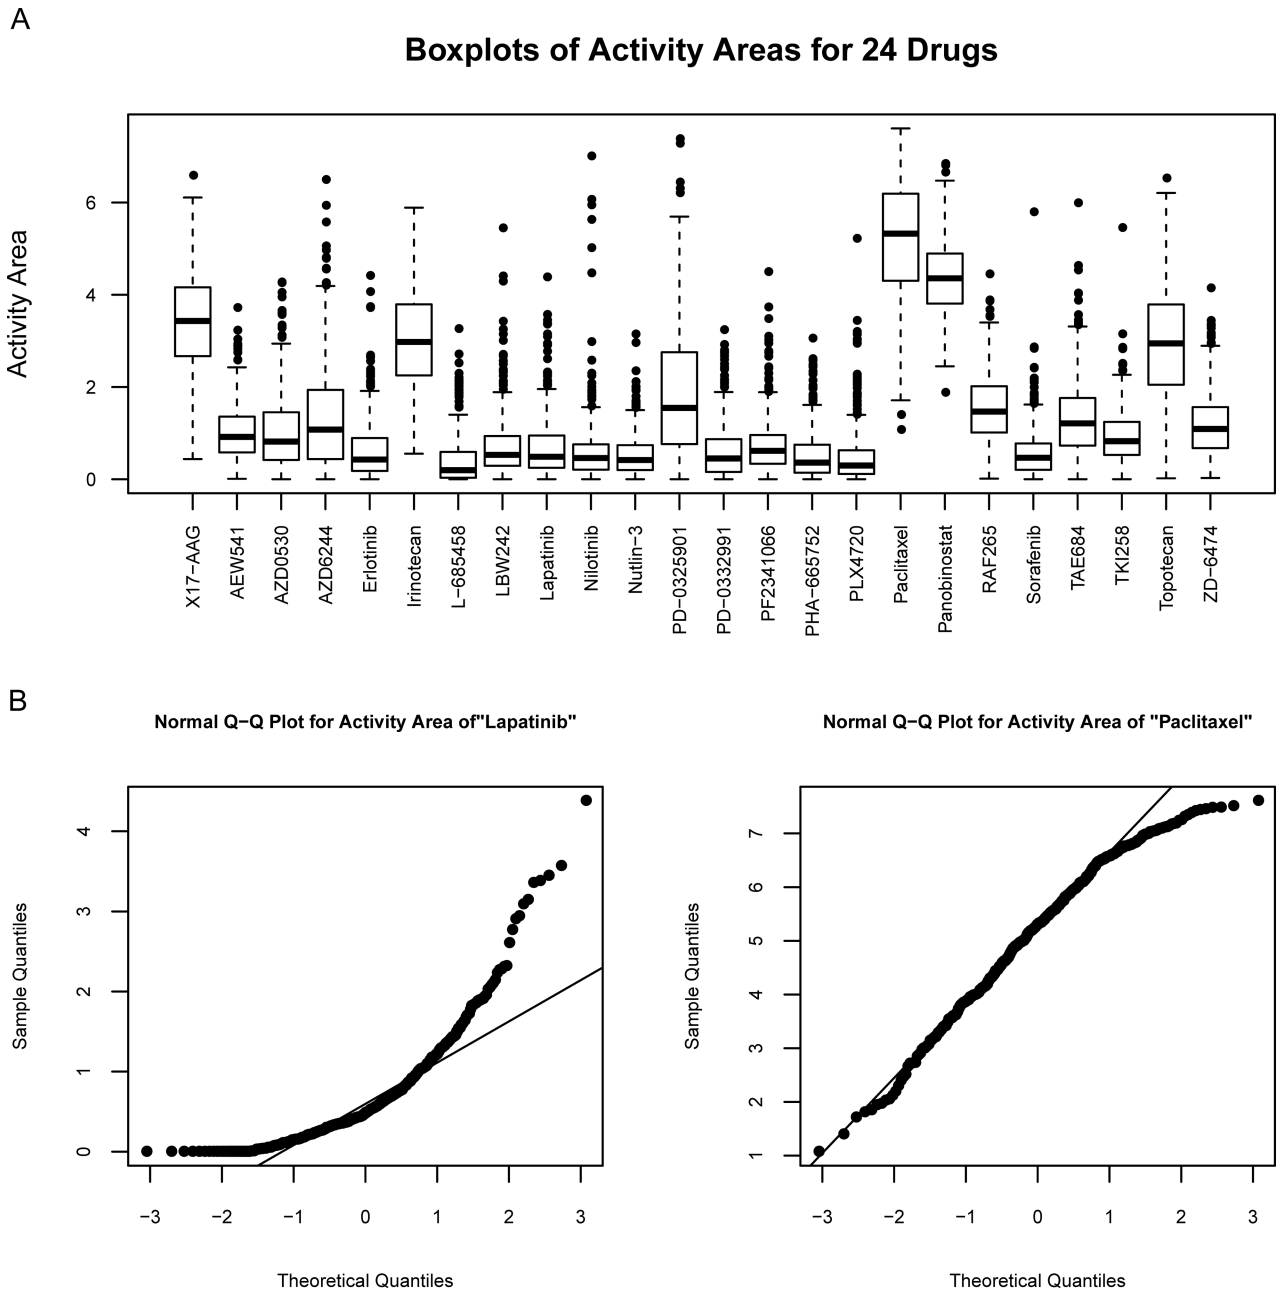 A
Boxplots of Activity Areas for 24 Drugs
Activity Area
6
4
2
0
X17−AAG
AEW541
AZD0530
AZD6244
Erlotinib
Irinotecan
L−685458
LBW242
Lapatinib
Nilotinib
Nutlin−3
PD−0325901
PD−0332991
PF2341066
PHA−665752
PLX4720
Paclitaxel
Panobinostat
RAF265
Sorafenib
TAE684
TKI258
Topotecan
ZD−6474
B
Normal Q−Q Plot for Activity Area of"Lapatinib"
Sample Quantiles
4
3
2
1
0
−3 −2 −1 0 1 2 3
Theoretical Quantiles
Normal Q−Q Plot for Activity Area of "Paclitaxel"
Sample Quantiles
7
6
5
4
3
2
1
−3 −2 −1 0 1 2 3
Theoretical Quantiles